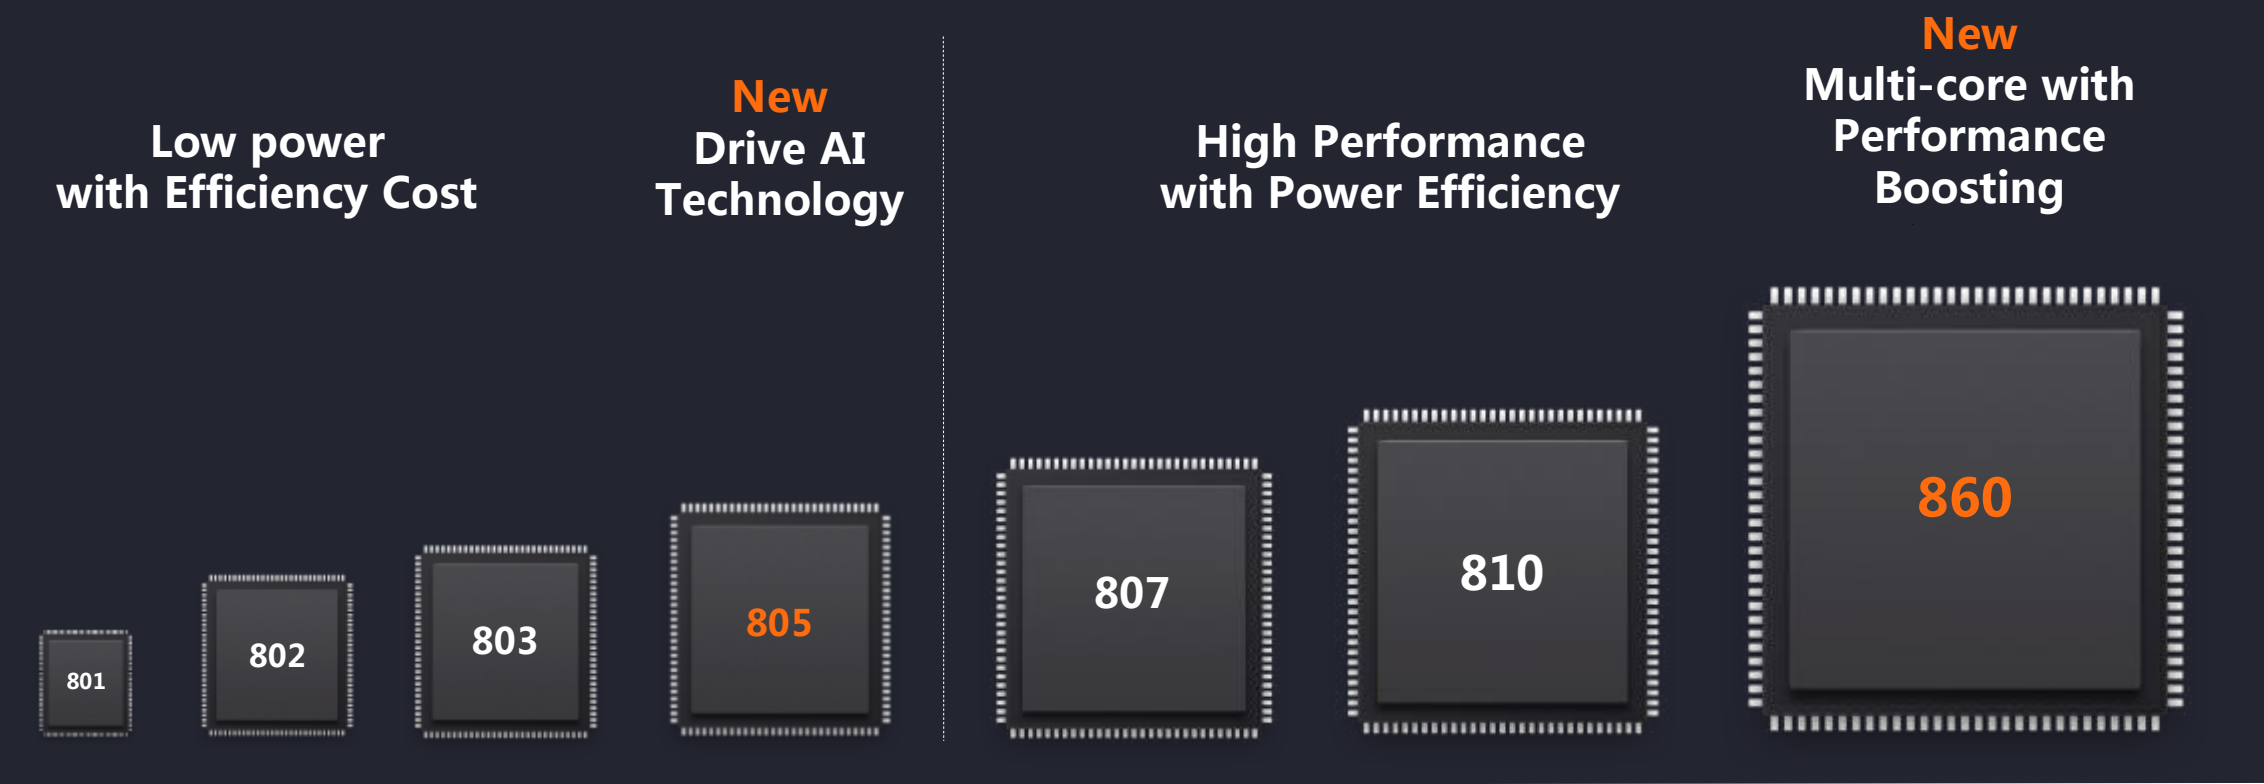 Low power
with Efficiency Cost
New
Drive AI
Technology
High Performance
with Power Efficiency
New
Multi-core with
Performance
Boosting
801
802
803
805
807
810
860